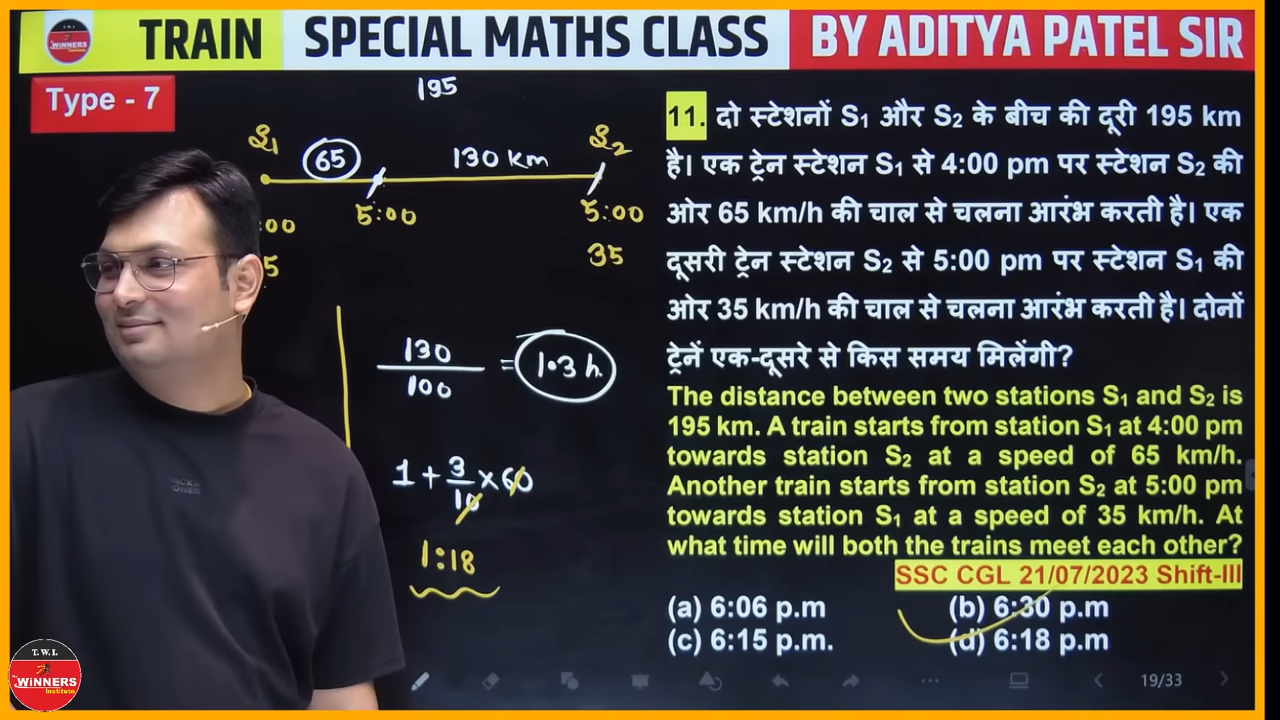 WINNERS
TRAIN
SPECIAL MATHS CLASS
BY ADITYA PATEL SIR
Type - 7
195
S1
65
130 km
S2
:00
5:00
5:00
5
35
130
100
= 1.3 h
1 + 3/10 × 60
1:18
11. दो स्टेशनों S₁ और S₂ के बीच की दूरी 195 km
है। एक ट्रेन स्टेशन S₁ से 4:00 pm पर स्टेशन S₂ की
ओर 65 km/h की चाल से चलना आरंभ करती है। एक
दूसरी ट्रेन स्टेशन S₂ से 5:00 pm पर स्टेशन S₁ की
ओर 35 km/h की चाल से चलना आरंभ करती है। दोनों
ट्रेनें एक-दूसरे से किस समय मिलेंगी?
The distance between two stations S₁ and S₂ is
195 km. A train starts from station S₁ at 4:00 pm
towards station S₂ at a speed of 65 km/h.
Another train starts from station S₂ at 5:00 pm
towards station S₁ at a speed of 35 km/h. At
what time will both the trains meet each other?
SSC CGL 21/07/2023 Shift-III
(a) 6:06 p.m (b) 6:30 p.m
(c) 6:15 p.m. (d) 6:18 p.m
19/33
T.W.I.
The
WiNNERS
Institute